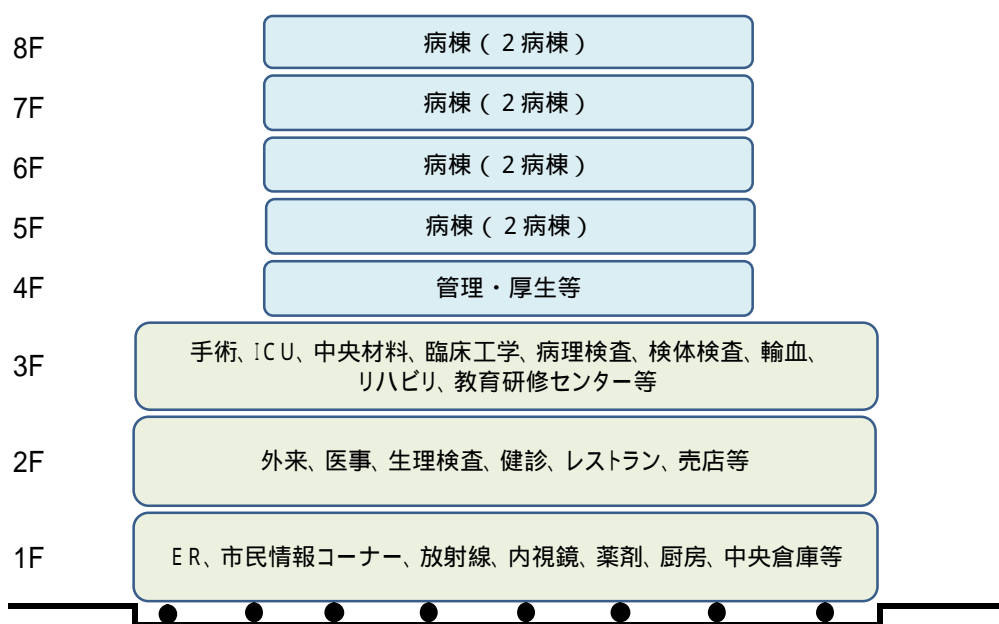 8F
病棟（２病棟）
7F
病棟（２病棟）
6F
病棟（２病棟）
5F
病棟（２病棟）
4F
管理・厚生等
3F
手術、ICU、中央材料、臨床工学、病理検査、検体検査、輸血、
リハビリ、教育研修センター等
2F
外来、医事、生理検査、健診、レストラン、売店等
1F
ER、市民情報コーナー、放射線、内視鏡、薬剤、厨房、中央倉庫等